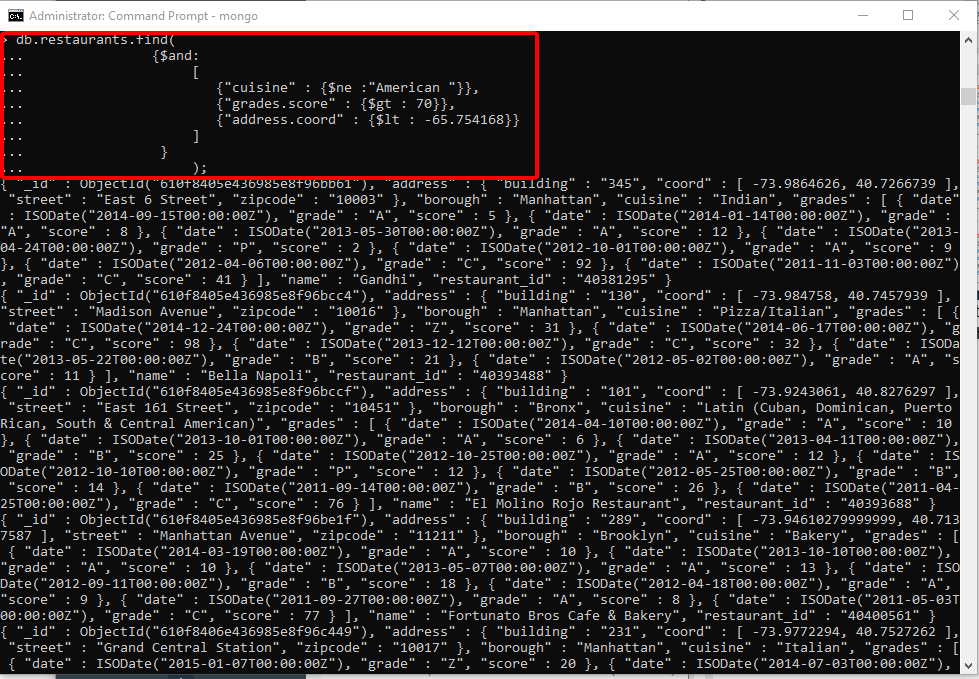 Administrator: Command Prompt - mongo
> db.restaurants.find(
... {$and:
... [
... {"cuisine" : {$ne :"American "}},
... {"grades.score" : {$gt : 70}},
... {"address.coord" : {$lt : -65.754168}}
... ]
... }
... );
{ "_id" : ObjectId("610f8405e436985e8f96bb61"), "address" : { "building" : "345", "coord" : [ -73.9864626, 40.7266739 ],
"street" : "East 6 Street", "zipcode" : "10003" }, "borough" : "Manhattan", "cuisine" : "Indian", "grades" : [ { "date"
: ISODate("2014-09-15T00:00:00Z"), "grade" : "A", "score" : 5 }, { "date" : ISODate("2014-01-14T00:00:00Z"), "grade" :
"A", "score" : 8 }, { "date" : ISODate("2013-05-30T00:00:00Z"), "grade" : "A", "score" : 12 }, { "date" : ISODate("2013-
04-24T00:00:00Z"), "grade" : "P", "score" : 2 }, { "date" : ISODate("2012-10-01T00:00:00Z"), "grade" : "A", "score" : 9
}, { "date" : ISODate("2012-04-06T00:00:00Z"), "grade" : "C", "score" : 92 }, { "date" : ISODate("2011-11-03T00:00:00Z")
, "grade" : "C", "score" : 41 } ], "name" : "Gandhi", "restaurant_id" : "40381295" }
{ "_id" : ObjectId("610f8405e436985e8f96bcc4"), "address" : { "building" : "130", "coord" : [ -73.984758, 40.7457939 ],
"street" : "Madison Avenue", "zipcode" : "10016" }, "borough" : "Manhattan", "cuisine" : "Pizza/Italian", "grades" : [ {
"date" : ISODate("2014-12-24T00:00:00Z"), "grade" : "Z", "score" : 31 }, { "date" : ISODate("2014-06-17T00:00:00Z"), "g
rade" : "C", "score" : 98 }, { "date" : ISODate("2013-12-12T00:00:00Z"), "grade" : "C", "score" : 32 }, { "date" : ISODa
te("2013-05-22T00:00:00Z"), "grade" : "B", "score" : 21 }, { "date" : ISODate("2012-05-02T00:00:00Z"), "grade" : "A", "s
core" : 11 } ], "name" : "Bella Napoli", "restaurant_id" : "40393488" }
{ "_id" : ObjectId("610f8405e436985e8f96bccf"), "address" : { "building" : "101", "coord" : [ -73.9243061, 40.8276297 ],
"street" : "East 161 Street", "zipcode" : "10451" }, "borough" : "Bronx", "cuisine" : "Latin (Cuban, Dominican, Puerto
Rican, South & Central American)", "grades" : [ { "date" : ISODate("2014-04-10T00:00:00Z"), "grade" : "A", "score" : 10
}, { "date" : ISODate("2013-10-01T00:00:00Z"), "grade" : "A", "score" : 6 }, { "date" : ISODate("2013-04-11T00:00:00Z"),
"grade" : "B", "score" : 25 }, { "date" : ISODate("2012-10-25T00:00:00Z"), "grade" : "A", "score" : 12 }, { "date" : IS
ODate("2012-10-10T00:00:00Z"), "grade" : "P", "score" : 12 }, { "date" : ISODate("2012-05-25T00:00:00Z"), "grade" : "B",
"score" : 14 }, { "date" : ISODate("2011-09-14T00:00:00Z"), "grade" : "B", "score" : 26 }, { "date" : ISODate("2011-04-
25T00:00:00Z"), "grade" : "C", "score" : 76 } ], "name" : "El Molino Rojo Restaurant", "restaurant_id" : "40393688" }
{ "_id" : ObjectId("610f8405e436985e8f96be1f"), "address" : { "building" : "289", "coord" : [ -73.94610279999999, 40.713
7587 ], "street" : "Manhattan Avenue", "zipcode" : "11211" }, "borough" : "Brooklyn", "cuisine" : "Bakery", "grades" : [
{ "date" : ISODate("2014-03-19T00:00:00Z"), "grade" : "A", "score" : 10 }, { "date" : ISODate("2013-10-10T00:00:00Z"),
"grade" : "A", "score" : 10 }, { "date" : ISODate("2013-05-07T00:00:00Z"), "grade" : "A", "score" : 13 }, { "date" : ISO
Date("2012-09-11T00:00:00Z"), "grade" : "B", "score" : 18 }, { "date" : ISODate("2012-04-18T00:00:00Z"), "grade" : "A",
"score" : 9 }, { "date" : ISODate("2011-09-27T00:00:00Z"), "grade" : "A", "score" : 8 }, { "date" : ISODate("2011-05-03T
00:00:00Z"), "grade" : "C", "score" : 77 } ], "name" : "Fortunato Bros Cafe & Bakery", "restaurant_id" : "40400561" }
{ "_id" : ObjectId("610f8406e436985e8f96c449"), "address" : { "building" : "231", "coord" : [ -73.9772294, 40.7527262 ],
"street" : "Grand Central Station", "zipcode" : "10017" }, "borough" : "Manhattan", "cuisine" : "Italian", "grades" : [
{ "date" : ISODate("2015-01-07T00:00:00Z"), "grade" : "Z", "score" : 20 }, { "date" : ISODate("2014-07-03T00:00:00Z"),